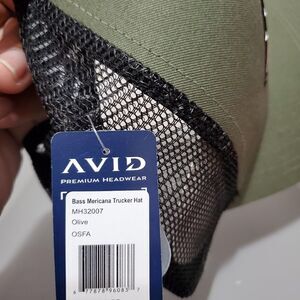 AVID
PREMIUM HEADWEAR
Bass Mericana Trucker Hat
MH32007
Olive
OSFA